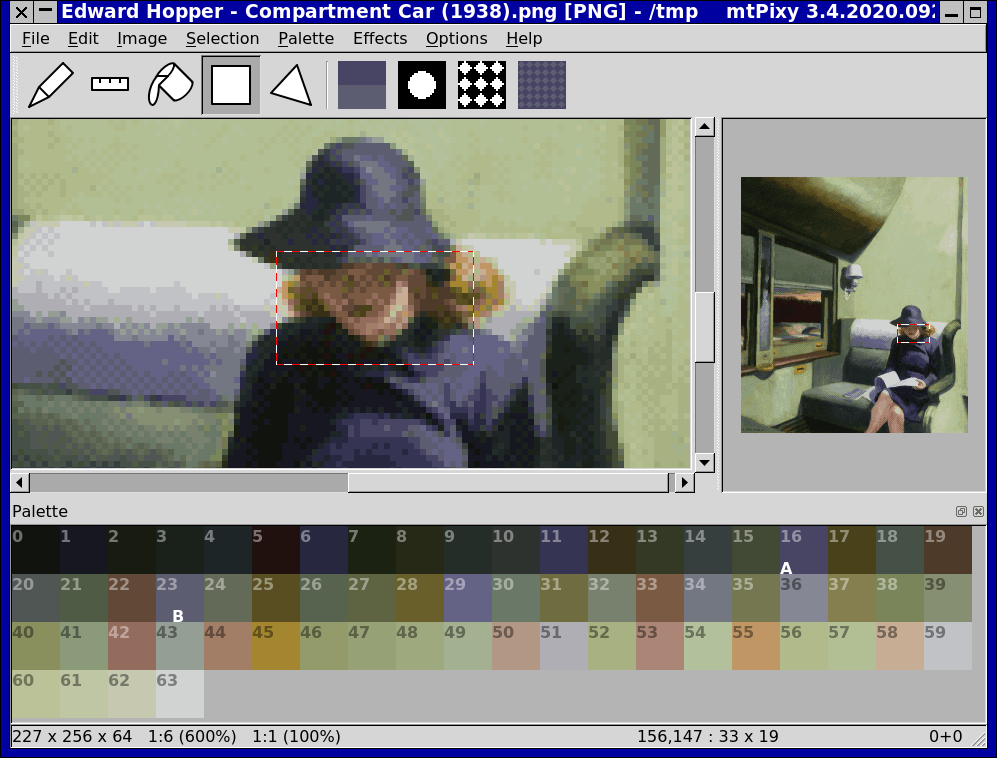 Edward Hopper - Compartment Car (1938).png [PNG] - /tmp mtPixy 3.4.2020.09
File Edit Image Selection Palette Effects Options Help
Palette
0 1 2 3 4 5 6 7 8 9 10 11 12 13 14 15 16 17 18 19
A
20 21 22 23 24 25 26 27 28 29 30 31 32 33 34 35 36 37 38 39
B
40 41 42 43 44 45 46 47 48 49 50 51 52 53 54 55 56 57 58 59
60 61 62 63
227 x 256 x 64 1:6 (600%) 1:1 (100%) 156,147 : 33 x 19 0+0